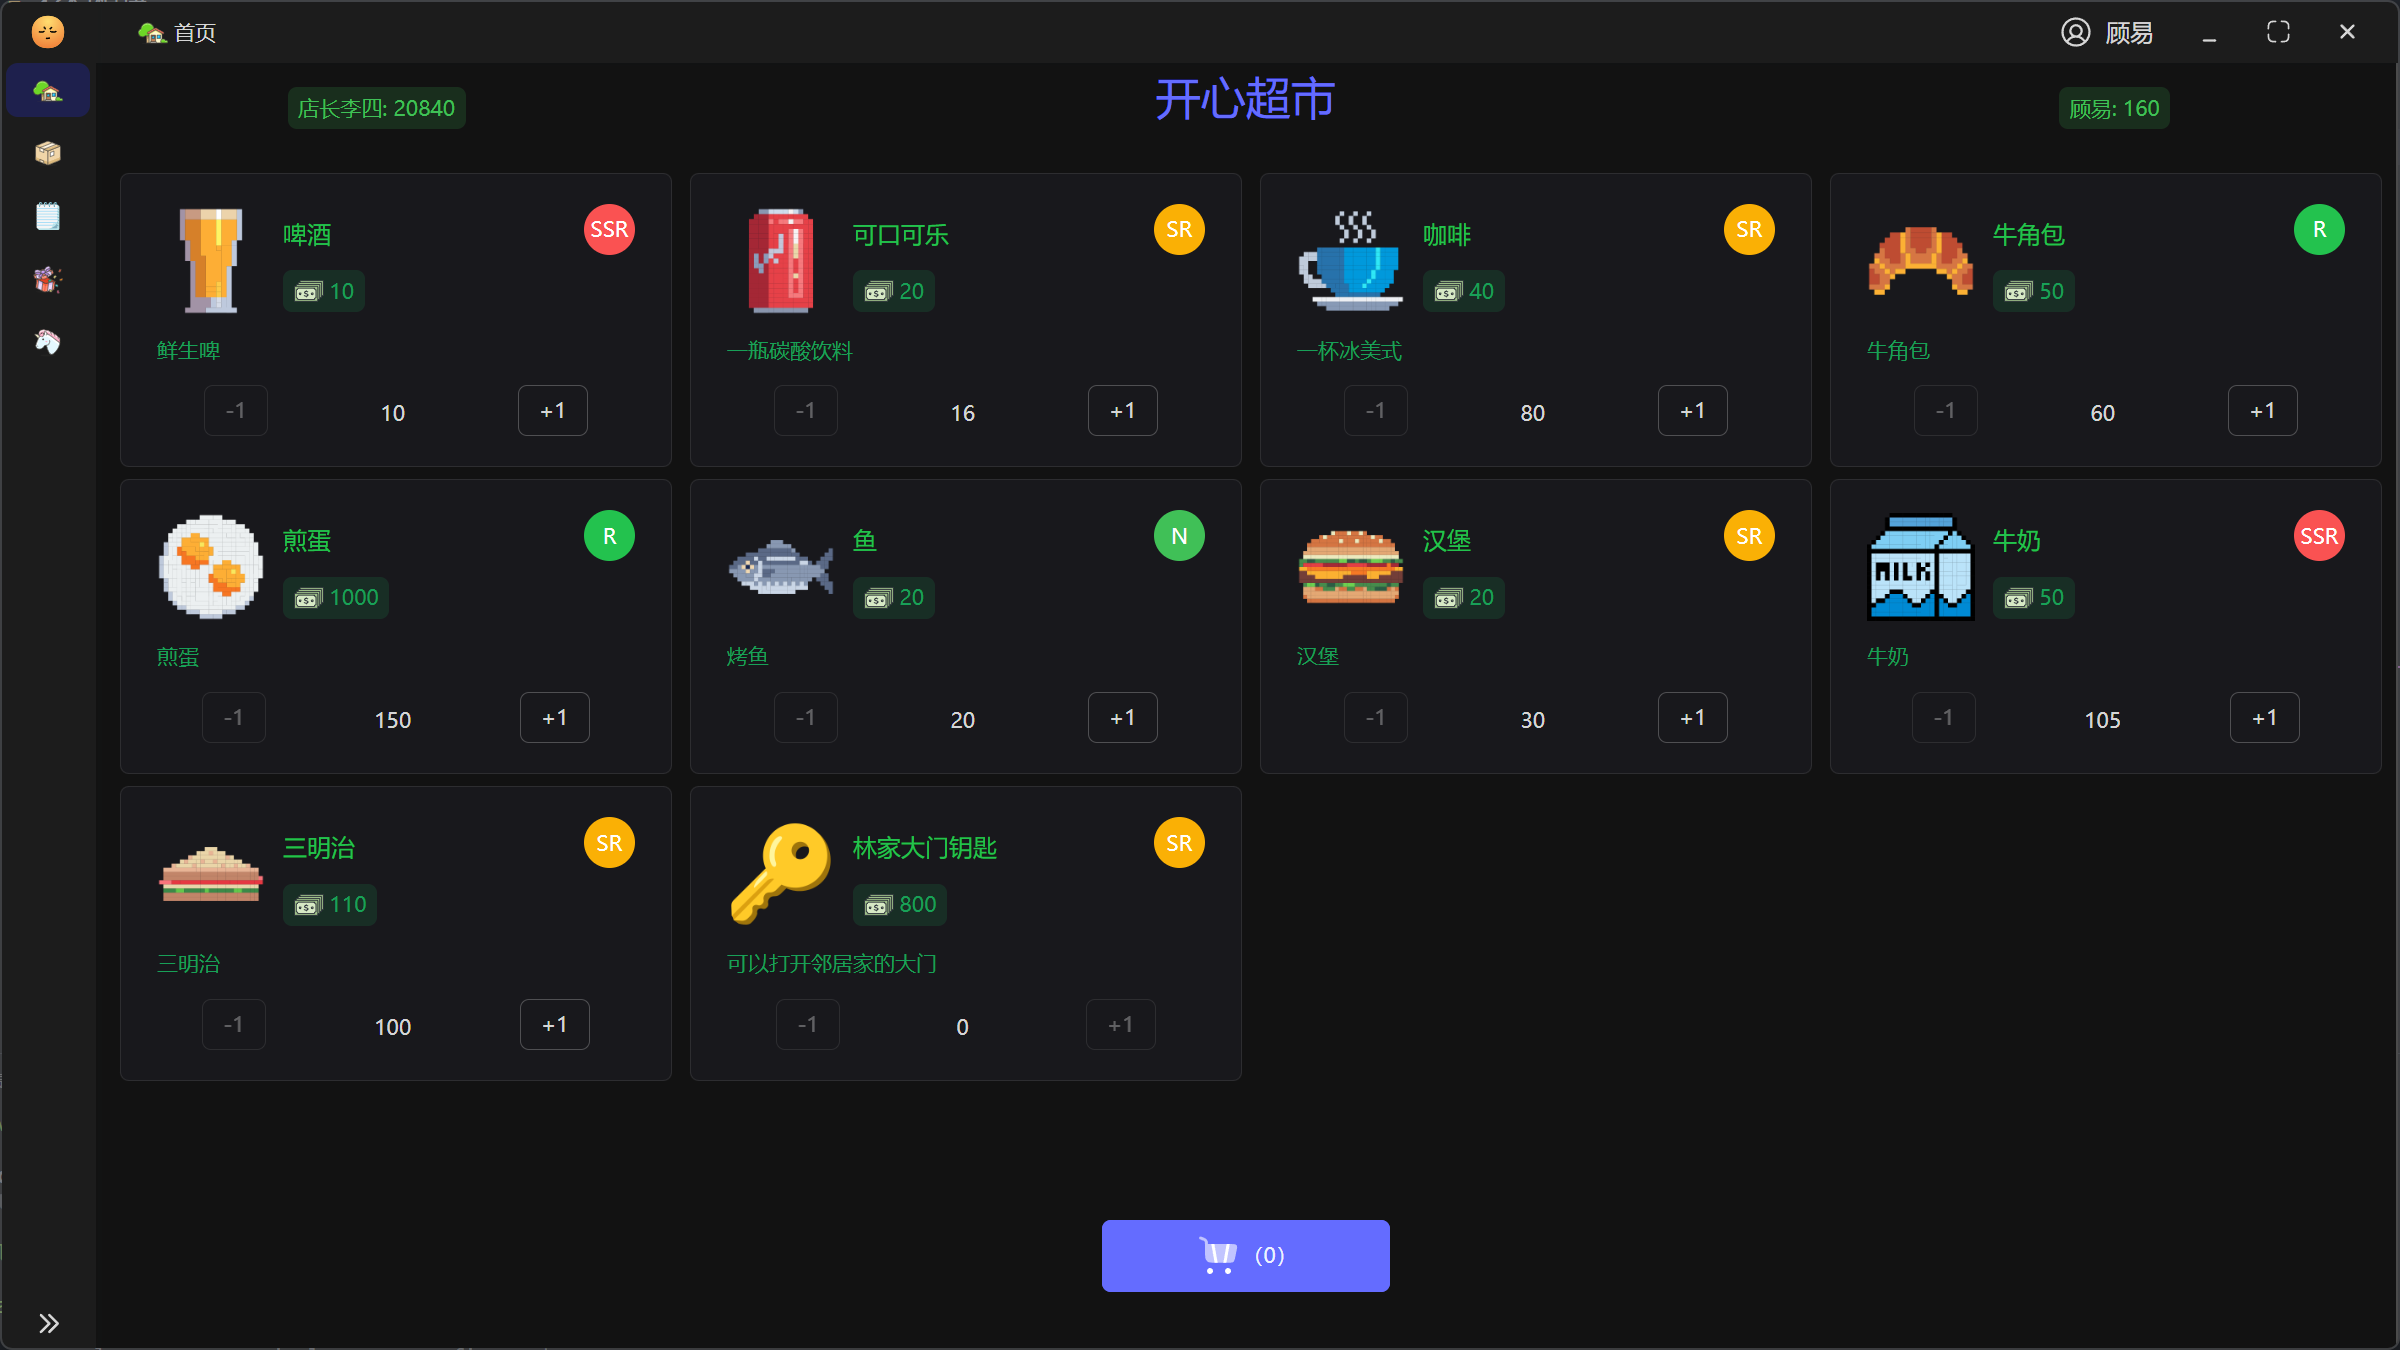 首页
顾易
店长李四: 20840
开心超市
顾易: 160
啤酒
SSR
10
鲜生啤
-1
10
+1
可口可乐
SR
20
一瓶碳酸饮料
-1
16
+1
咖啡
SR
40
一杯冰美式
-1
80
+1
牛角包
R
50
牛角包
-1
60
+1
煎蛋
R
1000
煎蛋
-1
150
+1
鱼
N
20
烤鱼
-1
20
+1
汉堡
SR
20
汉堡
-1
30
+1
MILK
牛奶
SSR
50
牛奶
-1
105
+1
三明治
SR
110
三明治
-1
100
+1
林家大门钥匙
SR
800
可以打开邻居家的大门
-1
0
+1
(0)